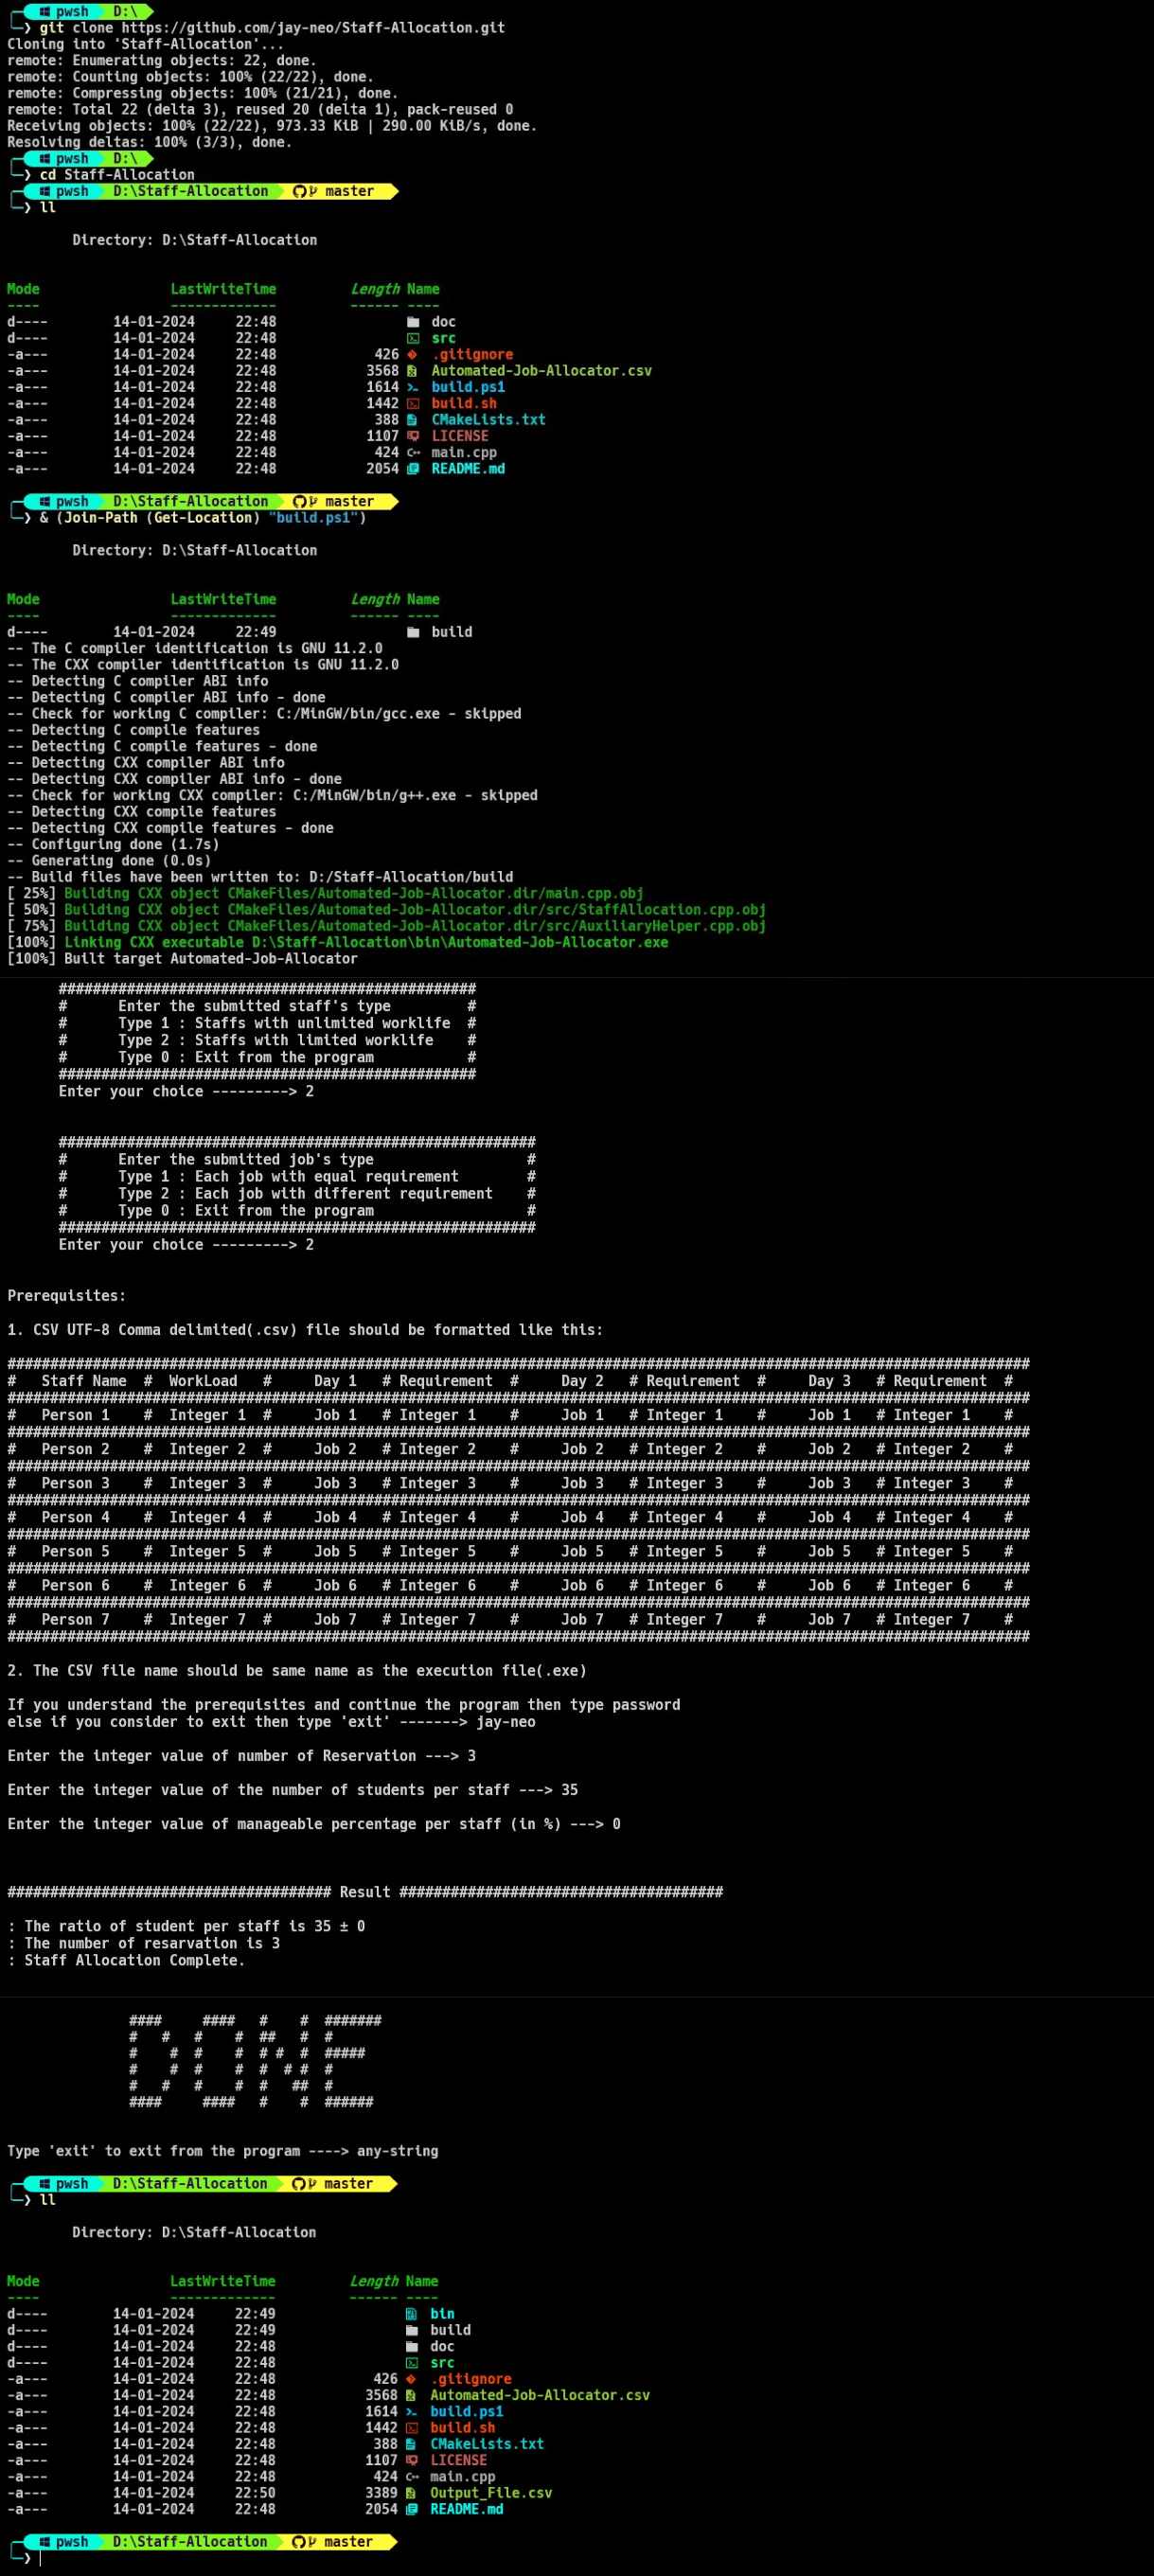 pwsh D:\
❯ git clone https://github.com/jay-neo/Staff-Allocation.git
Cloning into 'Staff-Allocation'...
remote: Enumerating objects: 22, done.
remote: Counting objects: 100% (22/22), done.
remote: Compressing objects: 100% (21/21), done.
remote: Total 22 (delta 3), reused 20 (delta 1), pack-reused 0
Receiving objects: 100% (22/22), 973.33 KiB | 290.00 KiB/s, done.
Resolving deltas: 100% (3/3), done.
pwsh D:\
❯ cd Staff-Allocation
pwsh D:\Staff-Allocation master
❯ ll
Directory: D:\Staff-Allocation
Mode LastWriteTime Length Name
---- ------------- ------ ----
d---- 14-01-2024 22:48 doc
d---- 14-01-2024 22:48 src
-a--- 14-01-2024 22:48 426 .gitignore
-a--- 14-01-2024 22:48 3568 Automated-Job-Allocator.csv
-a--- 14-01-2024 22:48 1614 build.ps1
-a--- 14-01-2024 22:48 1442 build.sh
-a--- 14-01-2024 22:48 388 CMakeLists.txt
-a--- 14-01-2024 22:48 1107 LICENSE
-a--- 14-01-2024 22:48 424 main.cpp
-a--- 14-01-2024 22:48 2054 README.md
pwsh D:\Staff-Allocation master
❯ & (Join-Path (Get-Location) "build.ps1")
Directory: D:\Staff-Allocation
Mode LastWriteTime Length Name
---- ------------- ------ ----
d---- 14-01-2024 22:49 build
-- The C compiler identification is GNU 11.2.0
-- The CXX compiler identification is GNU 11.2.0
-- Detecting C compiler ABI info
-- Detecting C compiler ABI info - done
-- Check for working C compiler: C:/MinGW/bin/gcc.exe - skipped
-- Detecting C compile features
-- Detecting C compile features - done
-- Detecting CXX compiler ABI info
-- Detecting CXX compiler ABI info - done
-- Check for working CXX compiler: C:/MinGW/bin/g++.exe - skipped
-- Detecting CXX compile features
-- Detecting CXX compile features - done
-- Configuring done (1.7s)
-- Generating done (0.0s)
-- Build files have been written to: D:/Staff-Allocation/build
[ 25%] Building CXX object CMakeFiles/Automated-Job-Allocator.dir/main.cpp.obj
[ 50%] Building CXX object CMakeFiles/Automated-Job-Allocator.dir/src/StaffAllocation.cpp.obj
[ 75%] Building CXX object CMakeFiles/Automated-Job-Allocator.dir/src/AuxiliaryHelper.cpp.obj
[100%] Linking CXX executable D:\Staff-Allocation\bin\Automated-Job-Allocator.exe
[100%] Built target Automated-Job-Allocator
#################################################
# Enter the submitted staff's type #
# Type 1 : Staffs with unlimited worklife #
# Type 2 : Staffs with limted worklife #
# Type 0 : Exit from the program #
#################################################
Enter your choice ---------> 2
########################################################
# Enter the submitted job's type #
# Type 1 : Each job with equal requirement #
# Type 2 : Each job with different requirement #
# Type 0 : Exit from the program #
########################################################
Enter your choice ---------> 2
Prerequisites:
1. CSV UTF-8 Comma delimted(.csv) file should be formatted like this:
########################################################################################################################
# Staff Name # WorkLoad # Day 1 # Requirement # Day 2 # Requirement # Day 3 # Requirement #
########################################################################################################################
# Person 1 # Integer 1 # Job 1 # Integer 1 # Job 1 # Integer 1 # Job 1 # Integer 1 #
########################################################################################################################
# Person 2 # Integer 2 # Job 2 # Integer 2 # Job 2 # Integer 2 # Job 2 # Integer 2 #
########################################################################################################################
# Person 3 # Integer 3 # Job 3 # Integer 3 # Job 3 # Integer 3 # Job 3 # Integer 3 #
########################################################################################################################
# Person 4 # Integer 4 # Job 4 # Integer 4 # Job 4 # Integer 4 # Job 4 # Integer 4 #
########################################################################################################################
# Person 5 # Integer 5 # Job 5 # Integer 5 # Job 5 # Integer 5 # Job 5 # Integer 5 #
########################################################################################################################
# Person 6 # Integer 6 # Job 6 # Integer 6 # Job 6 # Integer 6 # Job 6 # Integer 6 #
########################################################################################################################
# Person 7 # Integer 7 # Job 7 # Integer 7 # Job 7 # Integer 7 # Job 7 # Integer 7 #
########################################################################################################################
2. The CSV file name should be same name as the execution file(.exe)
If you understand the prerequisites and continue the program then type password
else if you consider to exit then type 'exit' -------> jay-neo
Enter the integer value of number of Reservation ---> 3
Enter the integer value of the number of students per staff ---> 35
Enter the integer value of manageable percentage per staff (in %) ---> 0
###################################### Result ######################################
: The ratio of student per staff is 35 ± 0
: The number of resarvation is 3
: Staff Allocation Complete.
DONE
Type 'exit' to exit from the program ----> any-string
pwsh D:\Staff-Allocation master
❯ ll
Directory: D:\Staff-Allocation
Mode LastWriteTime Length Name
---- ------------- ------ ----
d---- 14-01-2024 22:49 bin
d---- 14-01-2024 22:49 build
d---- 14-01-2024 22:48 doc
d---- 14-01-2024 22:48 src
-a--- 14-01-2024 22:48 426 .gitignore
-a--- 14-01-2024 22:48 3568 Automated-Job-Allocator.csv
-a--- 14-01-2024 22:48 1614 build.ps1
-a--- 14-01-2024 22:48 1442 build.sh
-a--- 14-01-2024 22:48 388 CMakeLists.txt
-a--- 14-01-2024 22:48 1107 LICENSE
-a--- 14-01-2024 22:48 424 main.cpp
-a--- 14-01-2024 22:50 3389 Output_File.csv
-a--- 14-01-2024 22:48 2054 README.md
pwsh D:\Staff-Allocation master
❯